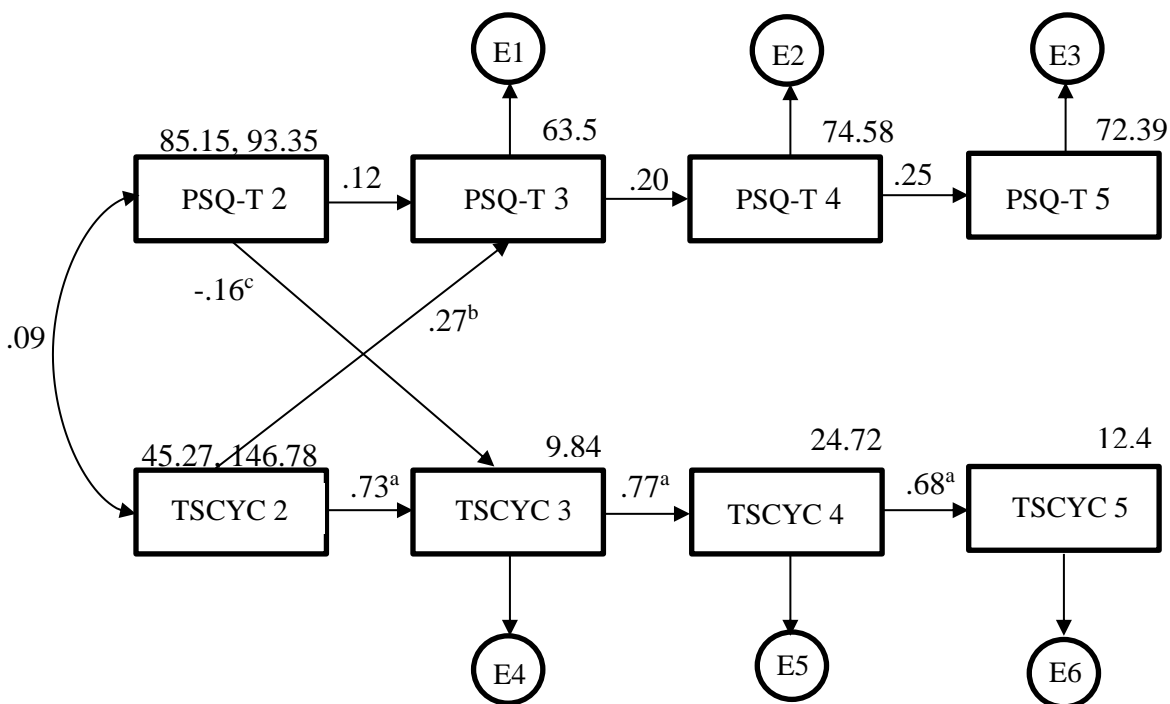 E1
E2
E3
85.15, 93.35
63.5
74.58
72.39
PSQ-T 2
.12
PSQ-T 3
.20
PSQ-T 4
.25
PSQ-T 5
-.16ᶜ
.27ᵇ
.09
45.27, 146.78
9.84
24.72
12.4
TSCYC 2
.73ᵃ
TSCYC 3
.77ᵃ
TSCYC 4
.68ᵃ
TSCYC 5
E4
E5
E6